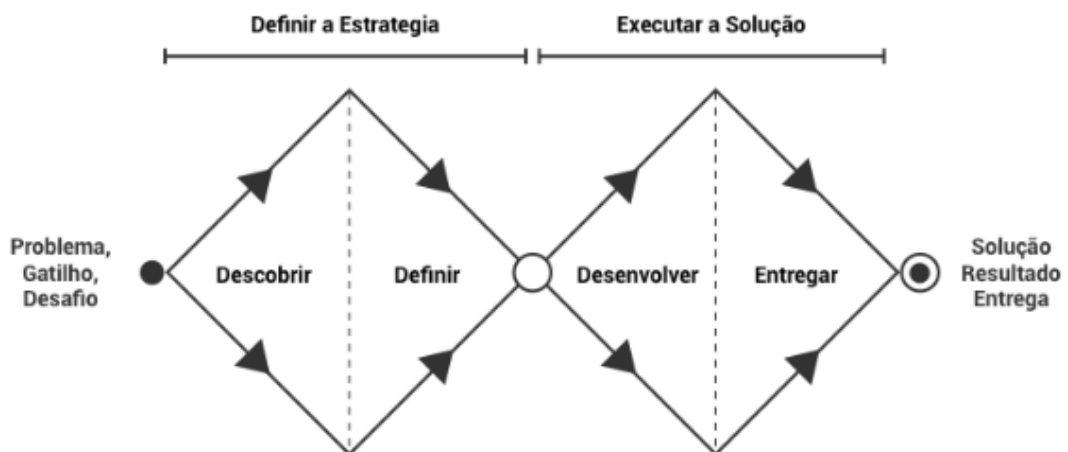 Definir a Estrategia
Executar a Solução
Problema,
Gatilho,
Desafio
Descobrir
Definir
Desenvolver
Entregar
Solução
Resultado
Entrega